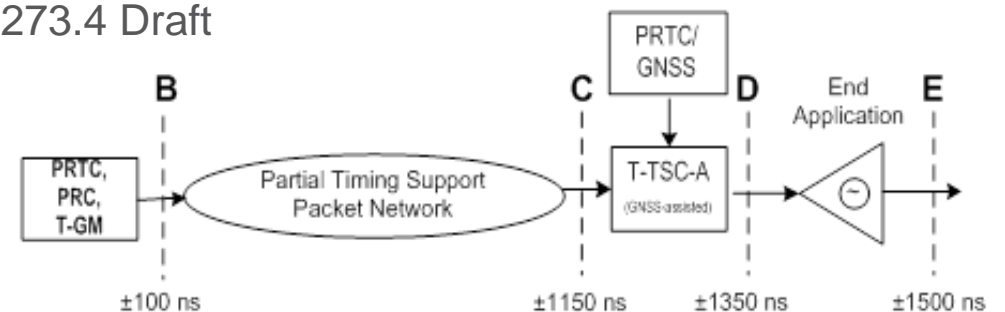 273.4 Draft
PRTC/
GNSS
B
C
D
End
Application
E
PRTC,
PRC,
T-GM
Partial Timing Support
Packet Network
T-TSC-A
(GNSS-assisted)
~
±100 ns
±1150 ns
±1350 ns
±1500 ns